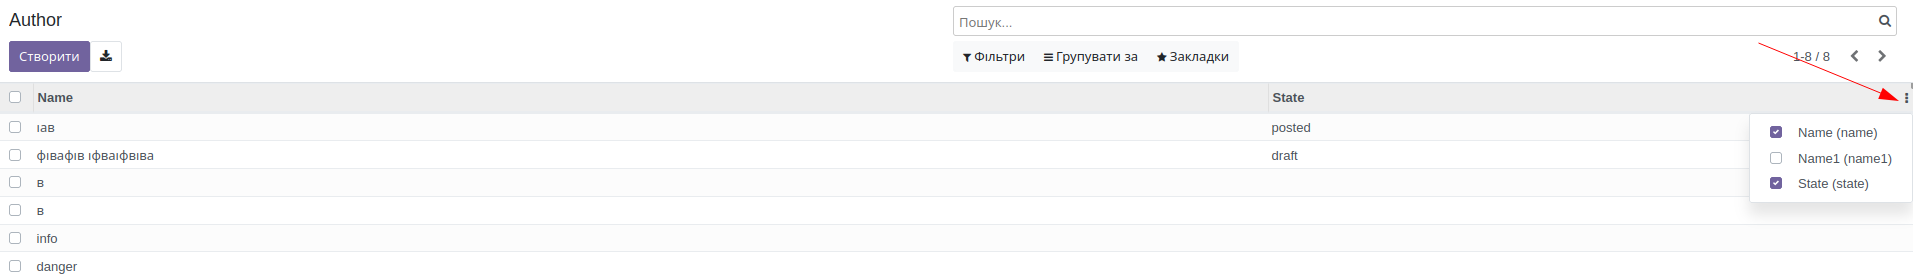 Author
Пошук...
Створити
Фільтри Групувати за Закладки
1-8 / 8
Name State
іав posted
Name (name)
фівафів іфваіфвіва draft
Name1 (name1)
в
State (state)
в
info
danger